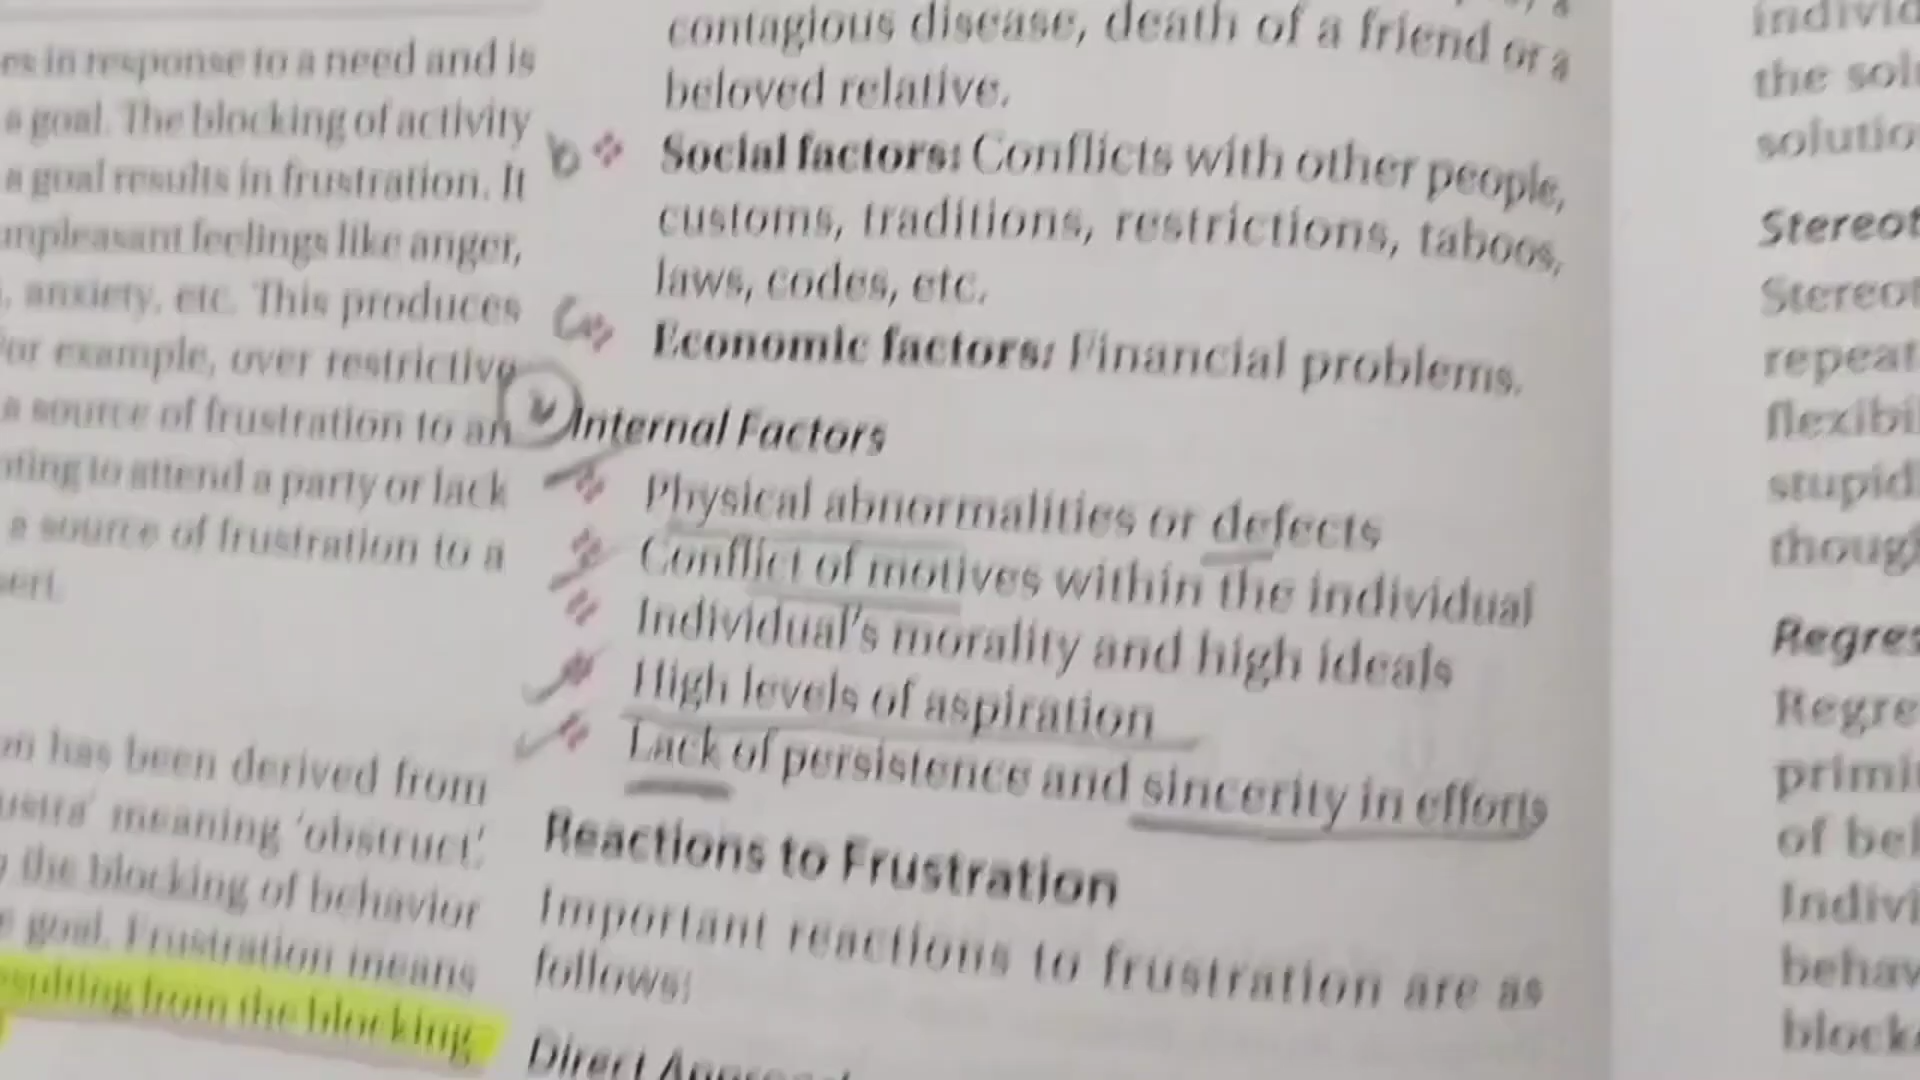 es in response to a need and is
a goal. The blocking of activity
a goal results in frustration. It
unpleasant feelings like anger,
anxiety, etc. This produces
For example, over restrictive
a source of frustration to an
to attend a party or lack
a source of frustration to a
on has been derived from
meaning 'obstruct'.
the blocking of behavior
goal. Frustration means
resulting from the blocking
contagious disease, death of a friend or a
beloved relative.
b
Social factors: Conflicts with other people,
customs, traditions, restrictions, taboos,
laws, codes, etc.
C
Economic factors: Financial problems.
Internal Factors
Physical abnormalities or defects
Conflict of motives within the individual
Individual's morality and high ideals
High levels of aspiration
Lack of persistence and sincerity in efforts
Reactions to Frustration
Important reactions to frustration are as
follows:
Direct
individ
the sol
solutio
Stereot
Stereot
repeat
flexibi
stupid
though
Regres
Regre
primi
of bel
Indivi
behav
block